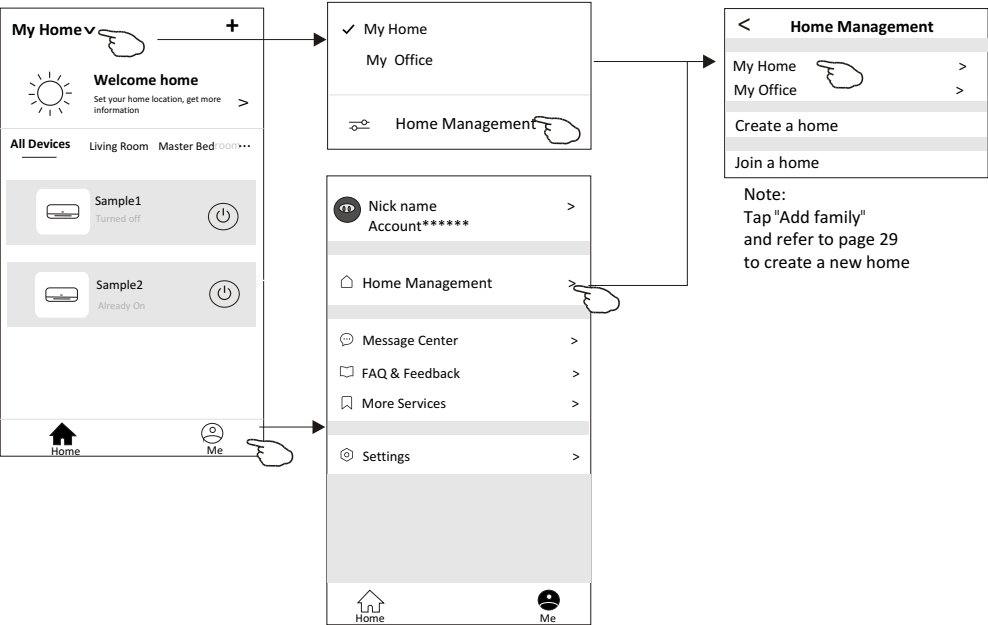 My Home
+
Welcome home
Set your home location, get more
information
>
All Devices Living Room Master Bedroom...
Sample1
Turned off
Sample2
Already On
Home Me
✓ My Home
My Office
Home Management
Nick name >
Account******
Home Management >
Message Center >
FAQ & Feedback >
More Services >
Settings >
Home Me
< Home Management
My Home >
My Office >
Create a home
Join a home
Note:
Tap "Add family"
and refer to page 29
to create a new home